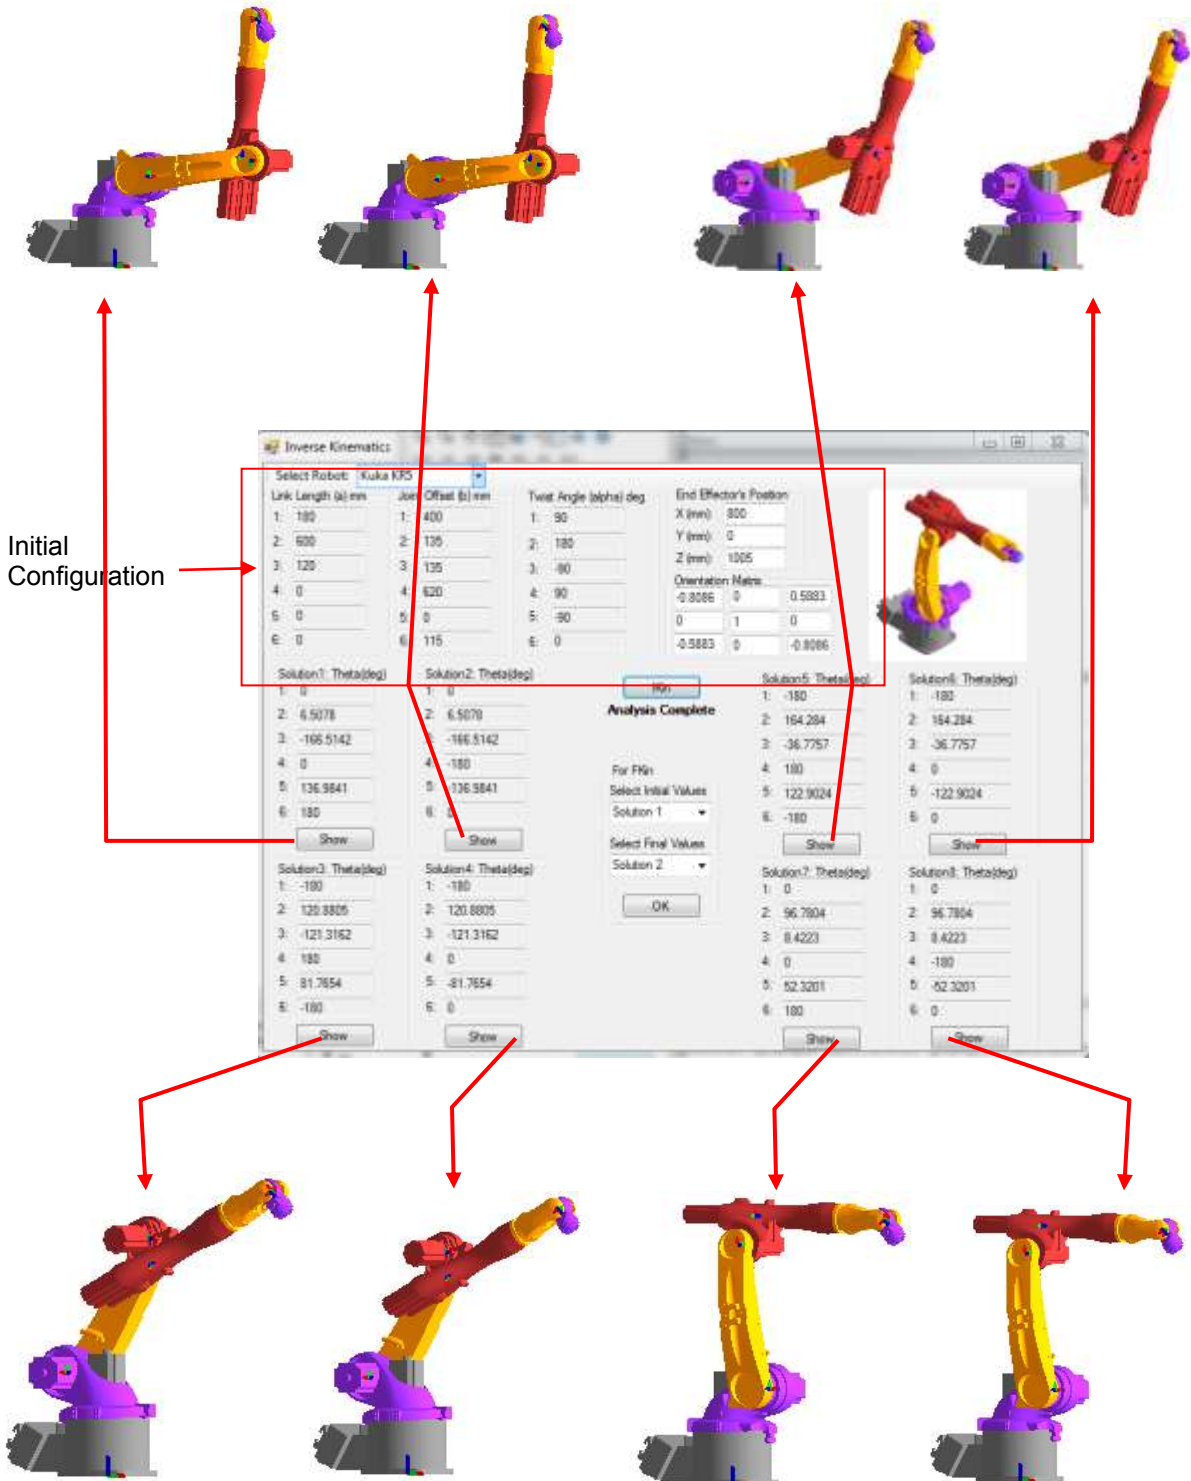 Inverse Kinematics
Select Robot: Kuka KR5
Link Length (a) mm Joint Offset (b) mm Twist Angle (alpha) deg End Effector's Position
1: 180 1: 400 1: 90 X (mm) 800
2: 600 2: 135 2: 180 Y (mm) 0
3: 120 3: 135 3: -90 Z (mm) 1005
Initial
Configuration
Orientation Matrix
4: 0 4: 620 4: 90 -0.8086 0 0.5883
5: 0 5: 0 5: -90 0 1 0
6: 0 6: 115 6: 0 -0.5883 0 -0.8086
Solution1: Theta(deg) Solution2: Theta(deg) IKin Solution5: Theta(deg) Solution6: Theta(deg)
1: 0 1: 0 Analysis Complete 1: -180 1: -180
2: 6.5078 2: 6.5078 2: 164.284 2: 164.284
3: -166.5142 3: -166.5142 3: -36.7757 3: -36.7757
4: 0 4: -180 For FKin 4: 180 4: 0
5: 136.9841 5: -136.9841 Select Initial Values 5: 122.9024 5: -122.9024
6: 180 6: 0 Solution 1 6: -180 6: 0
Show Show Select Final Values Show Show
Solution3: Theta(deg) Solution4: Theta(deg) Solution 2 Solution7: Theta(deg) Solution8: Theta(deg)
1: -180 1: -180 1: 0 1: 0
2: 120.8805 2: 120.8805 OK 2: 96.7804 2: 96.7804
3: -121.3162 3: -121.3162 3: 8.4223 3: 8.4223
4: 180 4: 0 4: 0 4: -180
5: 81.7654 5: -81.7654 5: 52.3201 5: -52.3201
6: -180 6: 0 6: 180 6: 0
Show Show Show Show